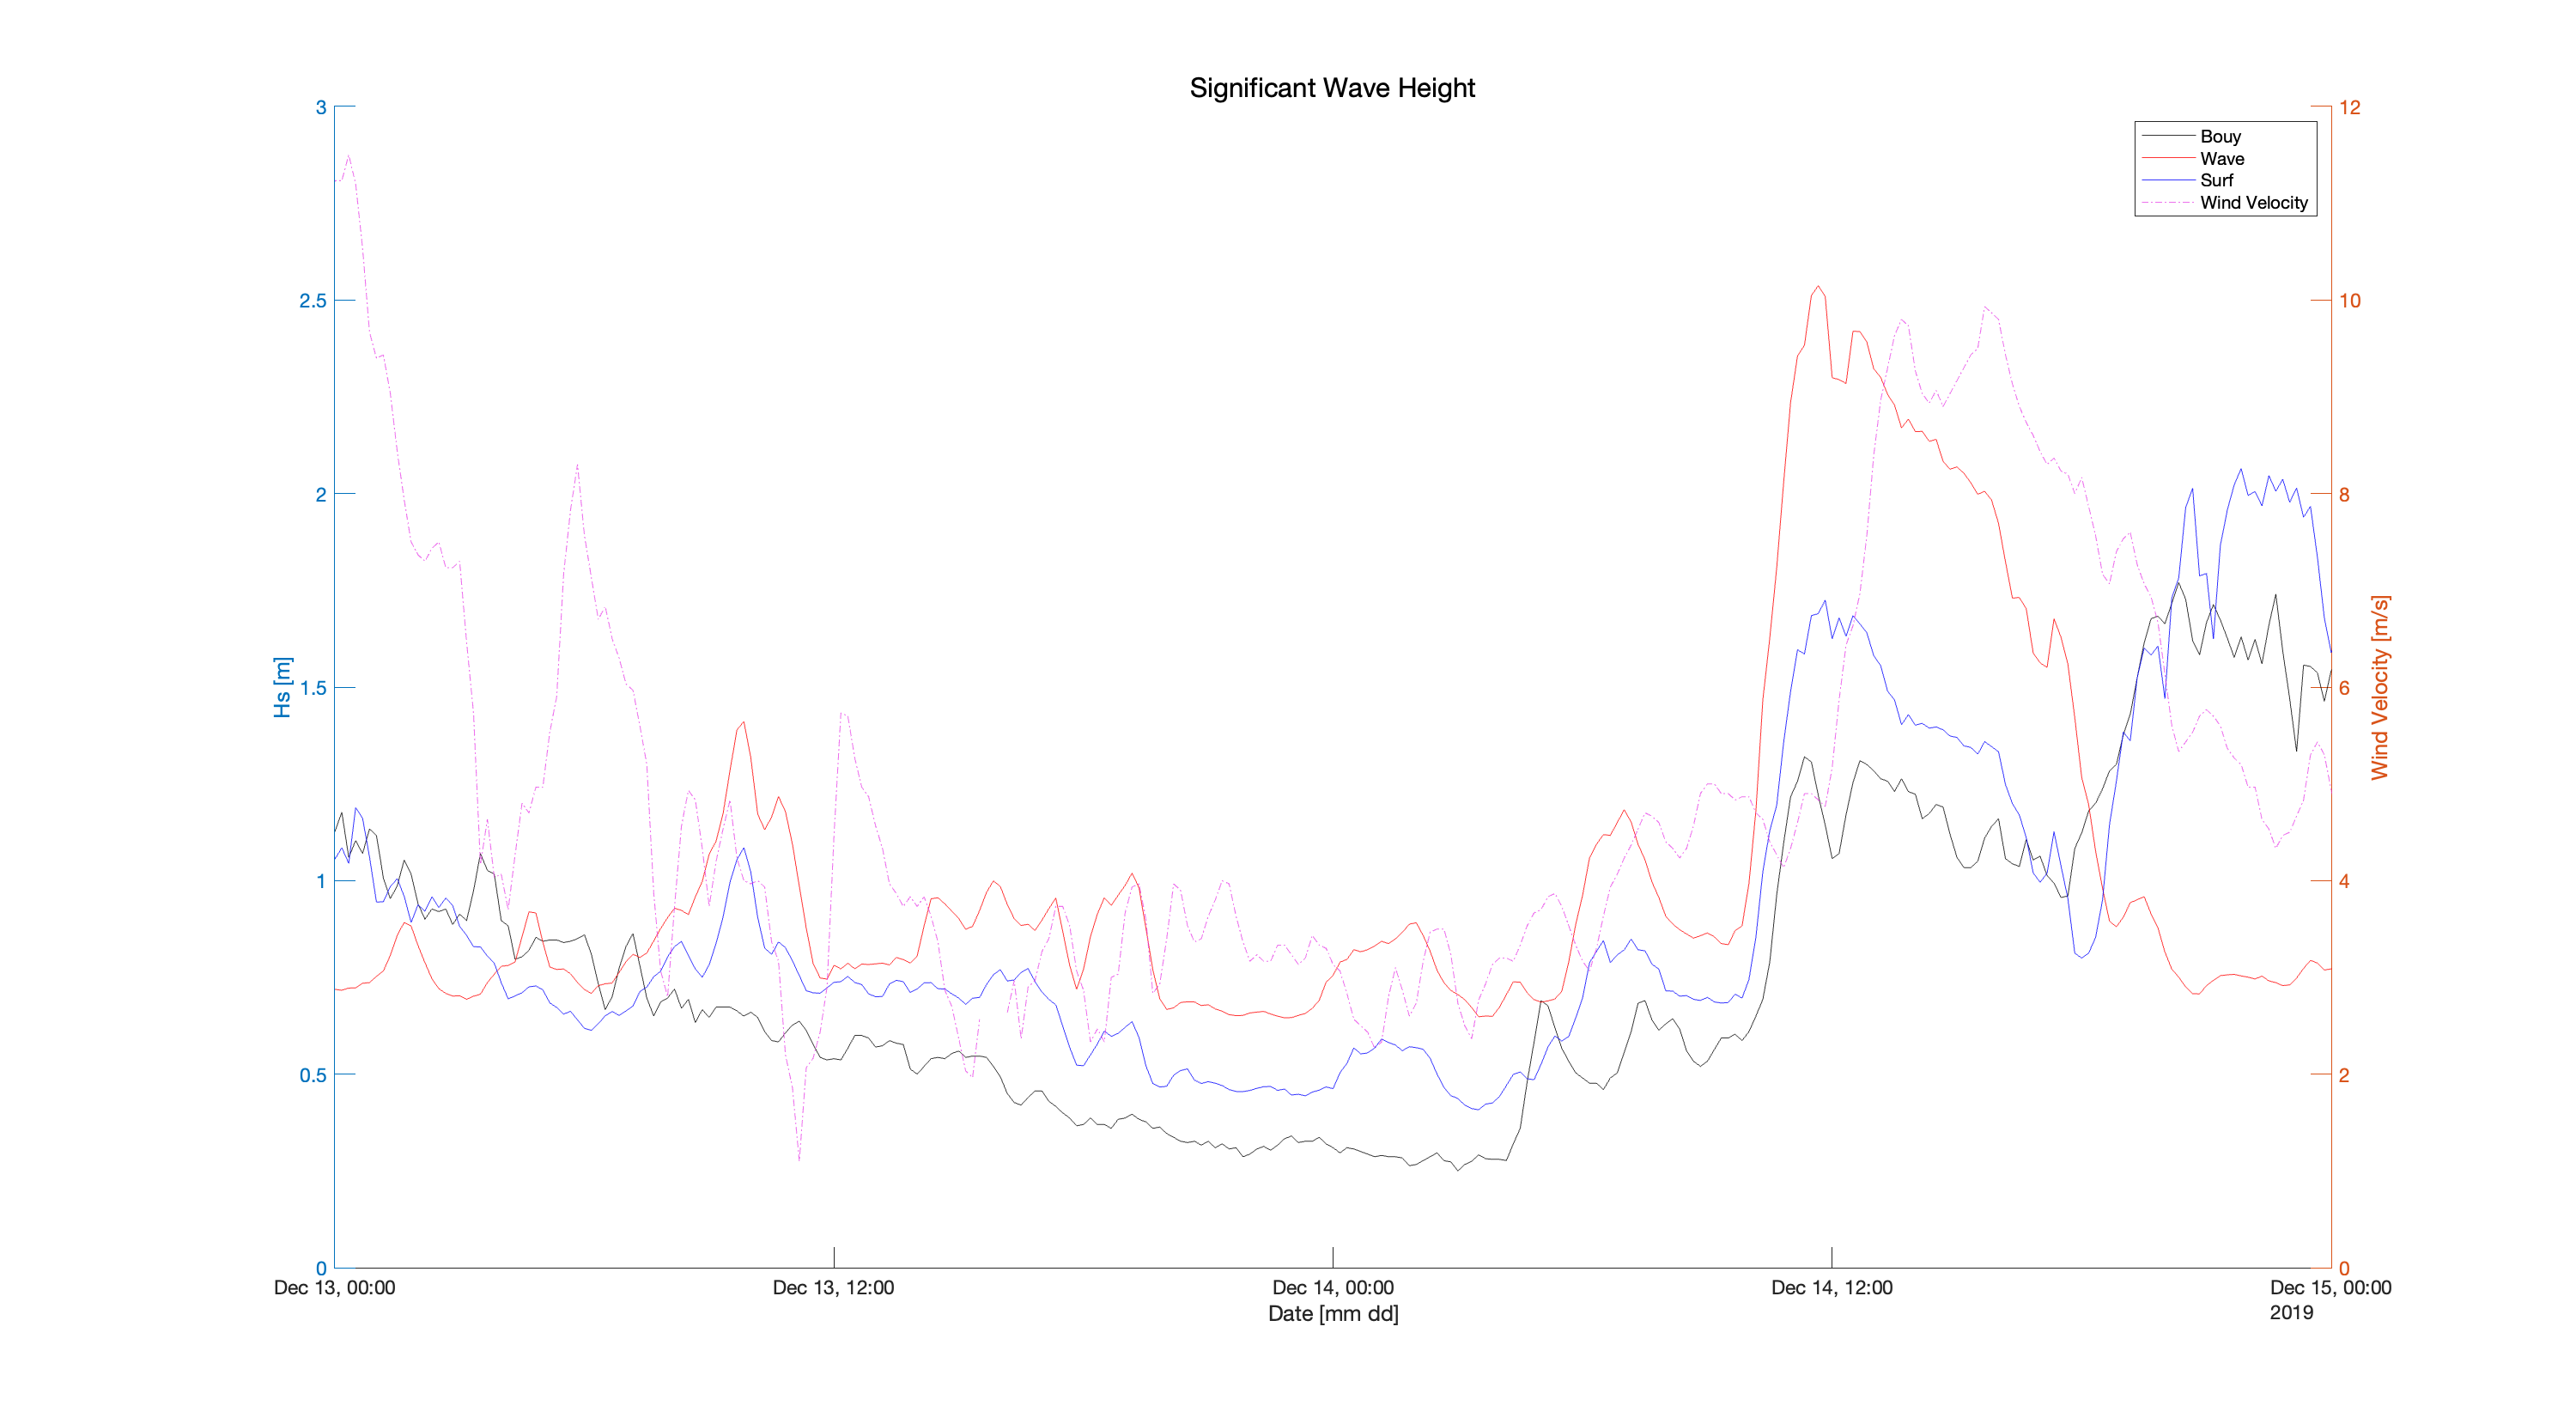 Significant Wave Height
3
2.5
2
1.5
1
0.5
0
Hs [m]
12
10
8
6
4
2
0
Wind Velocity [m/s]
Bouy
Wave
Surf
Wind Velocity
Dec 13, 00:00
Dec 13, 12:00
Dec 14, 00:00
Dec 14, 12:00
Dec 15, 00:00
2019
Date [mm dd]